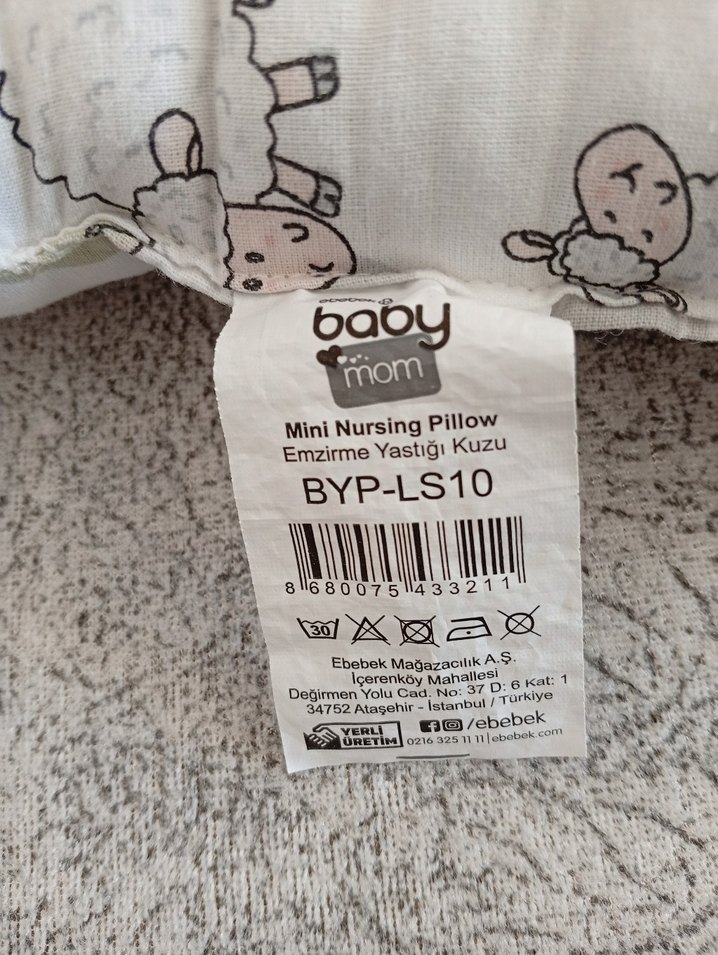 ebebek
baby
mom
Mini Nursing Pillow
Emzirme Yastığı Kuzu
BYP-LS10
8 680075 433211
30
Ebebek Mağazacılık A.Ş.
İçerenköy Mahallesi
Değirmen Yolu Cad. No: 37 D: 6 Kat: 1
34752 Ataşehir - İstanbul / Türkiye
YERLİ
ÜRETİM
/ebebek
0216 325 11 11 | ebebek.com